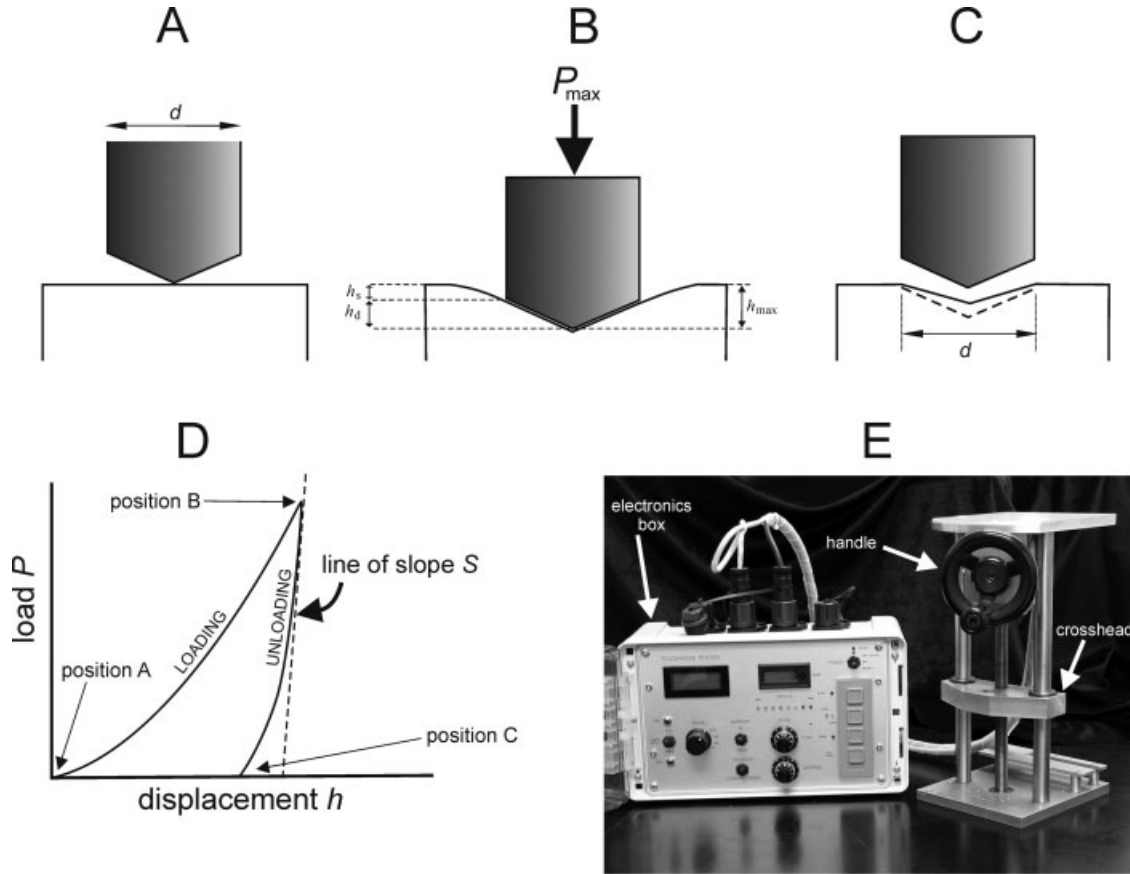 A
B
C
d
P
max
h
s
h
d
h
max
d
D
E
position B
line of slope S
load P
LOADING
UNLOADING
position A
position C
displacement h
electronics
box
handle
crosshead